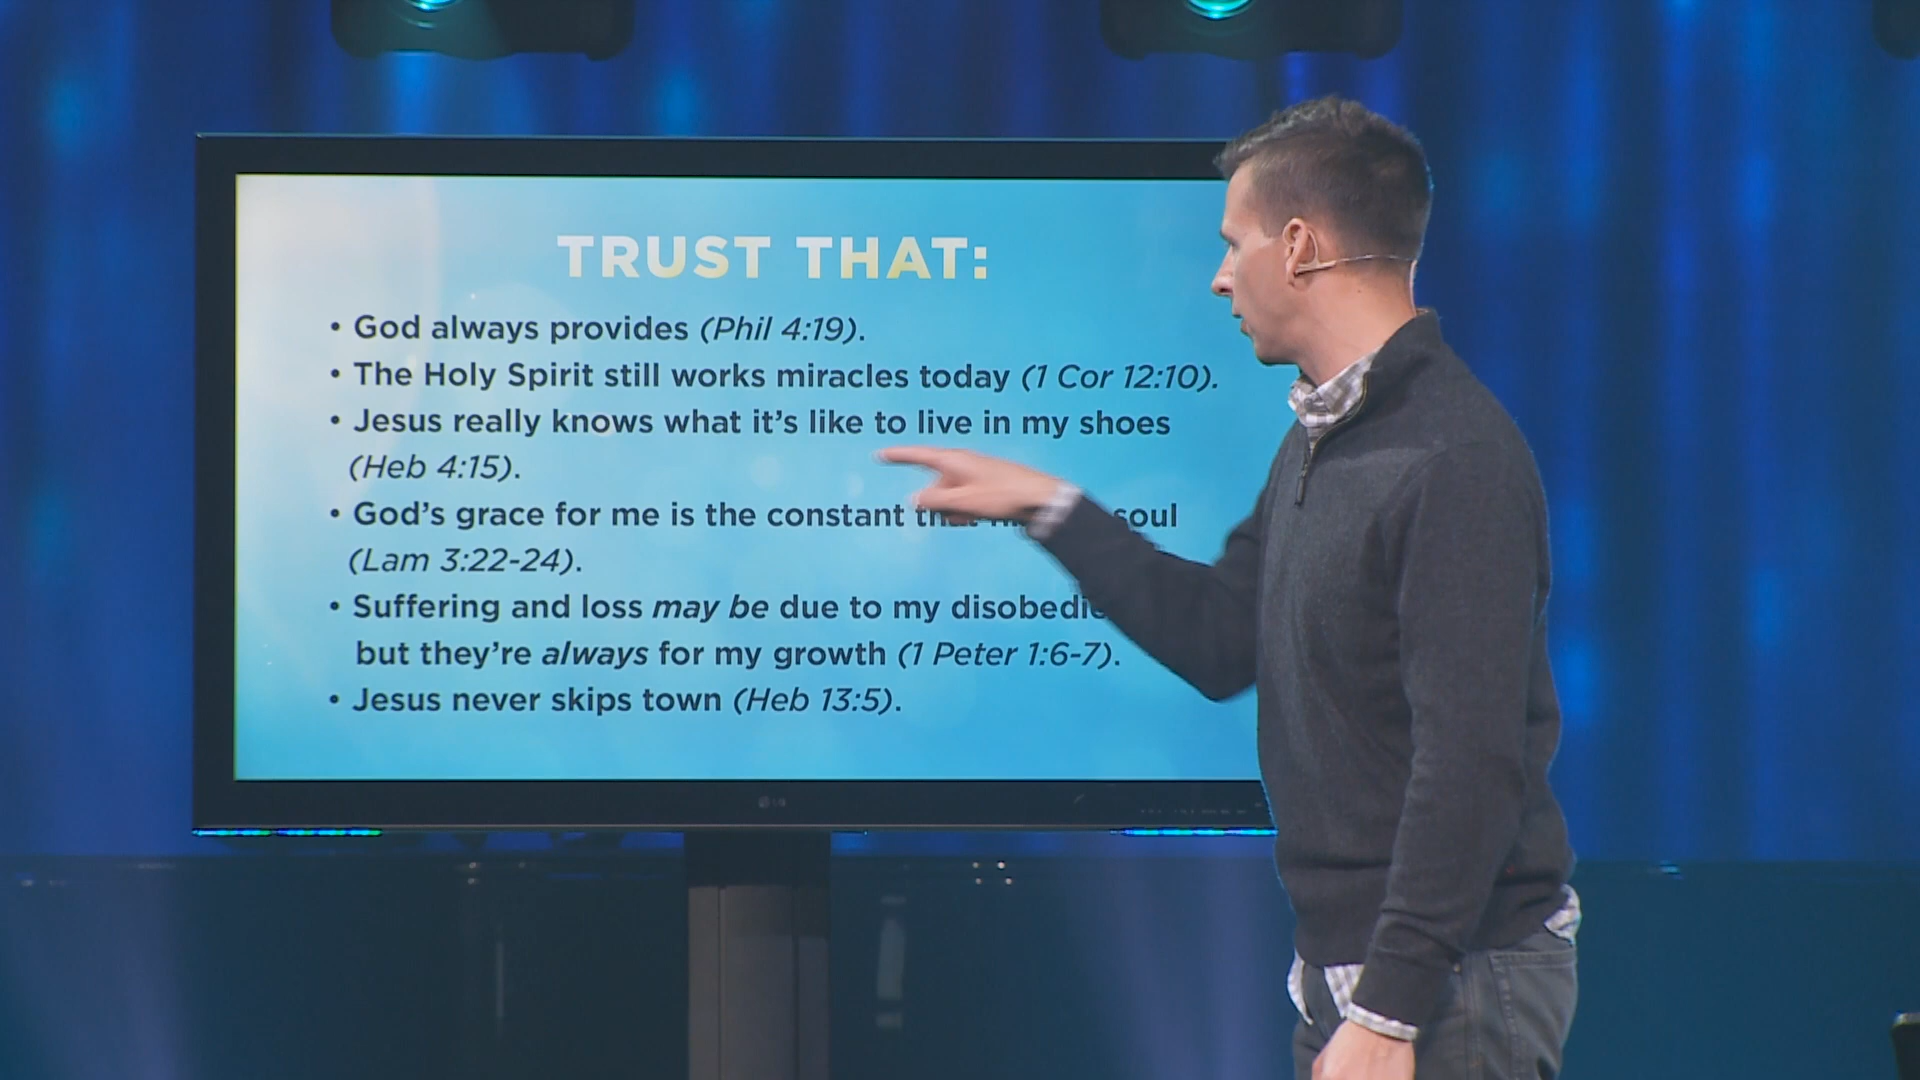 TRUST THAT:
• God always provides (Phil 4:19).
• The Holy Spirit still works miracles today (1 Cor 12:10).
• Jesus really knows what it's like to live in my shoes
(Heb 4:15).
• God's grace for me is the constant soul
(Lam 3:22-24).
• Suffering and loss may be due to my
but they're always for my growth (1 Peter 1:6-7).
• Jesus never skips town (Heb 13:5).
LG